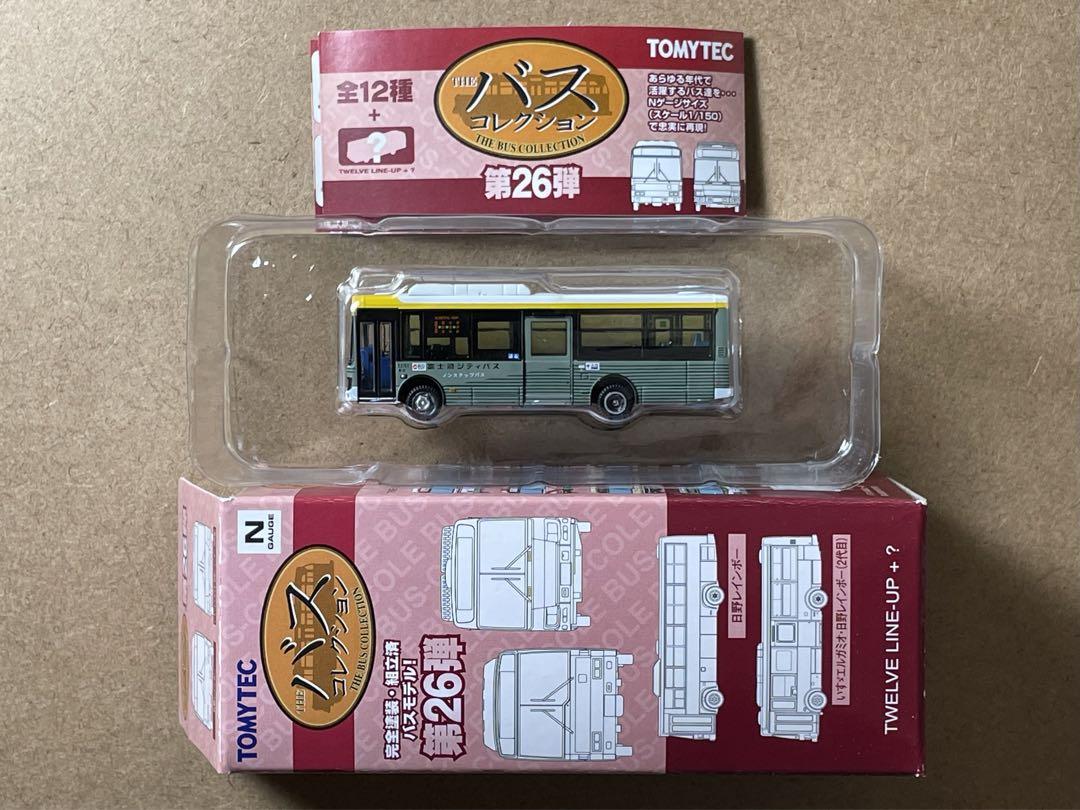 全12種
+
?
TWELVE LINE-UP + ?
THE
バス
コレクション
THE BUS COLLECTION
第26弾
TOMYTEC
あらゆる年代で
活躍するバス達を…
Nゲージサイズ
(スケール1/150)
で忠実に再現!
富士急シティバス
ノンステップバス
N
GAUGE
TOMYTEC
THE
バス
コレクション
THE BUS COLLECTION
完全塗装・組立済
バスモデル!
第26弾
日野レインボー
いすゞエルガミオ・日野レインボー(2代目)
TWELVE LINE-UP + ?